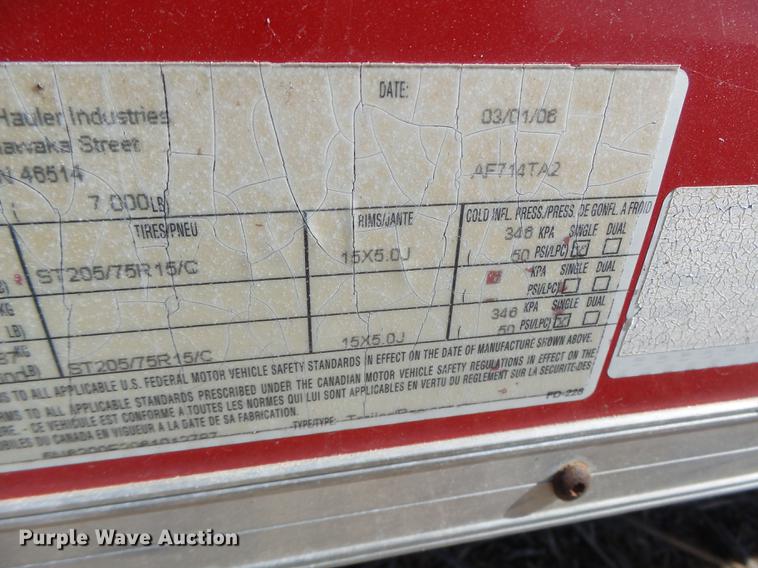 DATE:
Hauler Industries 03/01/06
Street
N 46514 AF714TA2
7 000LB
TIRES/PNEU RIMS/JANTE COLD INFL. PRESS./PRESS. DE GONFL. A FROID
346 KPA SINGLE DUAL
ST205/75R15/C 15X5.0J ( 50 PSI/LPC)
KPA SINGLE DUAL
( PSI/LPC)
KG 346 KPA SINGLE DUAL
LB) ( 50 PSI/LPC)
KG ST205/75R15/C 15X5.0J
LB)
TO ALL APPLICABLE U.S. FEDERAL MOTOR VEHICLE SAFETY STANDARDS IN EFFECT ON THE DATE OF MANUFACTURE SHOWN ABOVE.
TO ALL APPLICABLE STANDARDS PRESCRIBED UNDER THE CANADIAN MOTOR VEHICLE SAFETY REGULATIONS IN EFFECT ON THE
- CE VEHICULE EST CONFORME A TOUTES LES NORMES QUI LUI SONT APPLICABLES EN VERTU DU REGLEMENT SUR LA SECURITE-DES
DU CANADA EN VIGUEUR A LA DATE DE SA FABRICATION. FO-228
TYPE/TYPE:
Purple Wave Auction